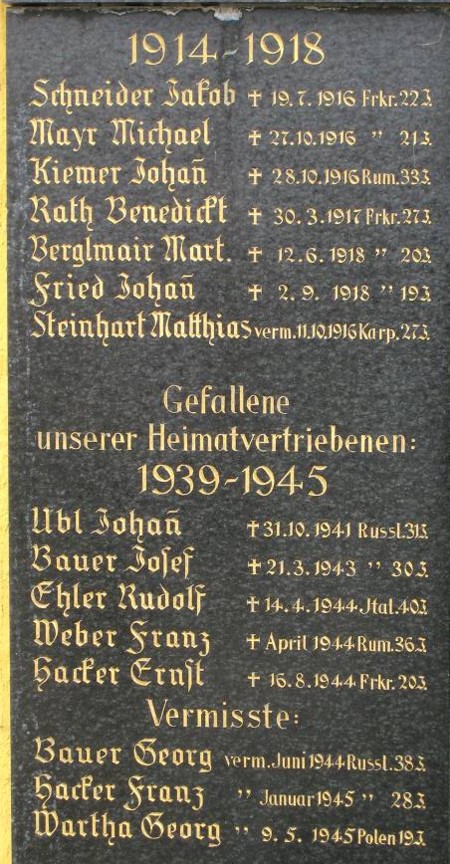 1914-1918
Schneider Jakob † 19.7.1916 Frkr. 22J.
Mayr Michael † 27.10.1916 " 21J.
Kiemer Johan̄ † 28.10.1916 Rum. 33J.
Rath Benedickt † 30.3.1917 Frkr. 27J.
Berglmair Mart. † 12.6.1918 " 20J.
Fried Johan̄ † 2.9.1918 " 19J.
Steinhart Matthias verm. 11.10.1916 Karp. 27J.
Gefallene
unserer Heimatvertriebenen:
1939-1945
Ubl Johan̄ † 31.10.1941 Russl. 31J.
Bauer Josef † 21.3.1943 " 30J.
Ehler Rudolf † 14.4.1944 Jtal. 40J.
Weber Franz † April 1944 Rum. 36J.
Hacker Ernst † 16.8.1944 Frkr. 20J.
Vermisste:
Bauer Georg verm. Juni 1944 Russl. 38J.
Hacker Franz " Januar 1945 " 28J.
Wartha Georg " 9.5.1945 Polen 19J.